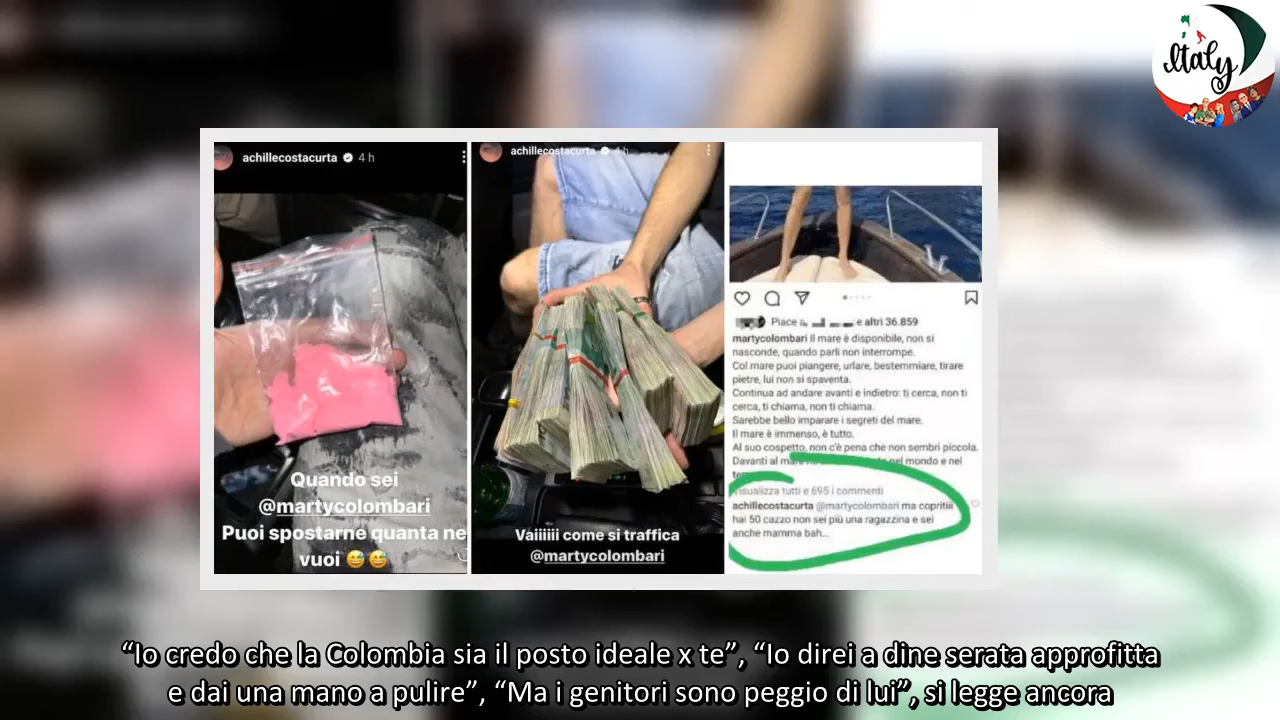 Italy
achillecostacurta 4 h
Quando sei
@martycolombari
Puoi spostarne quanta ne
vuoi 😅😅
achillecostacurta 4 h
Vaiiiiii come si traffica
@martycolombari
Piace a e altri 36.859
martycolombari Il mare è disponibile, non si
nasconde, quando parli non interrompe.
Col mare puoi piangere, urlare, bestemmiare, tirare
pietre, lui non si spaventa.
Continua ad andare avanti e indietro: ti cerca, non ti
cerca, ti chiama, non ti chiama.
Sarebbe bello imparare i segreti del mare.
Il mare è immenso, è tutto.
Al suo cospetto, non c'è pena che non sembri piccola.
Davanti al nel mondo e nel
Visualizza tutti e 695 i commenti
achillecostacurta @martycolombari ma copritiii
hai 50 cazzo non sei più una ragazzina e sei
anche mamma bah...
“Io credo che la Colombia sia il posto ideale x te”, “Io direi a dine serata approfitta
e dai una mano a pulire”, “Ma i genitori sono peggio di lui”, si legge ancora